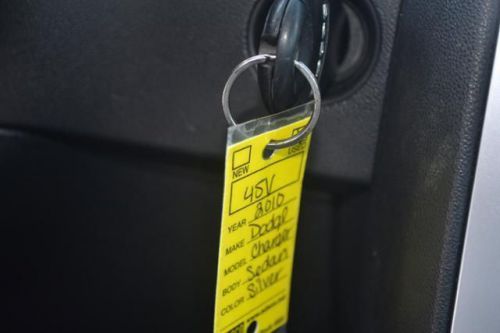 NEW USED
45V
YEAR 2010
MAKE Dodge
MODEL Charger
BODY Sedan
COLOR Silver